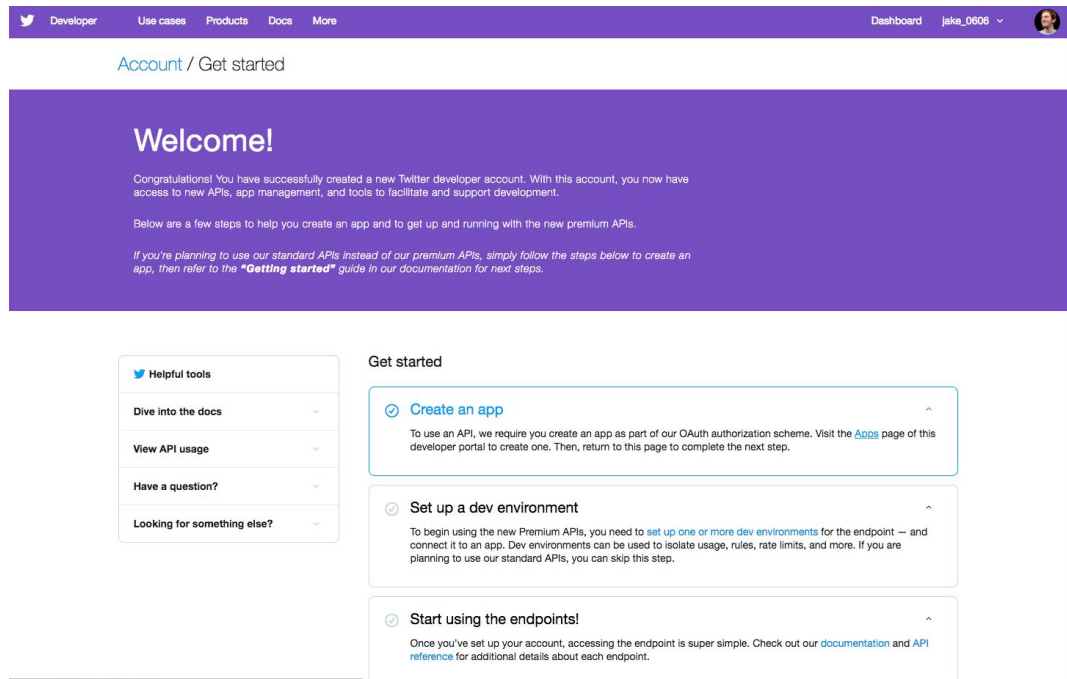 Developer Use cases Products Docs More Dashboard jake_0606
Account / Get started
Welcome!
Congratulations! You have successfully created a new Twitter developer account. With this account, you now have
access to new APIs, app management, and tools to facilitate and support development.
Below are a few steps to help you create an app and to get up and running with the new premium APIs.
If you're planning to use our standard APIs instead of our premium APIs, simply follow the steps below to create an
app, then refer to the "Getting started" guide in our documentation for next steps.
Helpful tools
Dive into the docs
View API usage
Have a question?
Looking for something else?
Get started
Create an app
To use an API, we require you create an app as part of our OAuth authorization scheme. Visit the Apps page of this
developer portal to create one. Then, return to this page to complete the next step.
Set up a dev environment
To begin using the new Premium APIs, you need to set up one or more dev environments for the endpoint — and
connect it to an app. Dev environments can be used to isolate usage, rules, rate limits, and more. If you are
planning to use our standard APIs, you can skip this step.
Start using the endpoints!
Once you've set up your account, accessing the endpoint is super simple. Check out our documentation and API
reference for additional details about each endpoint.